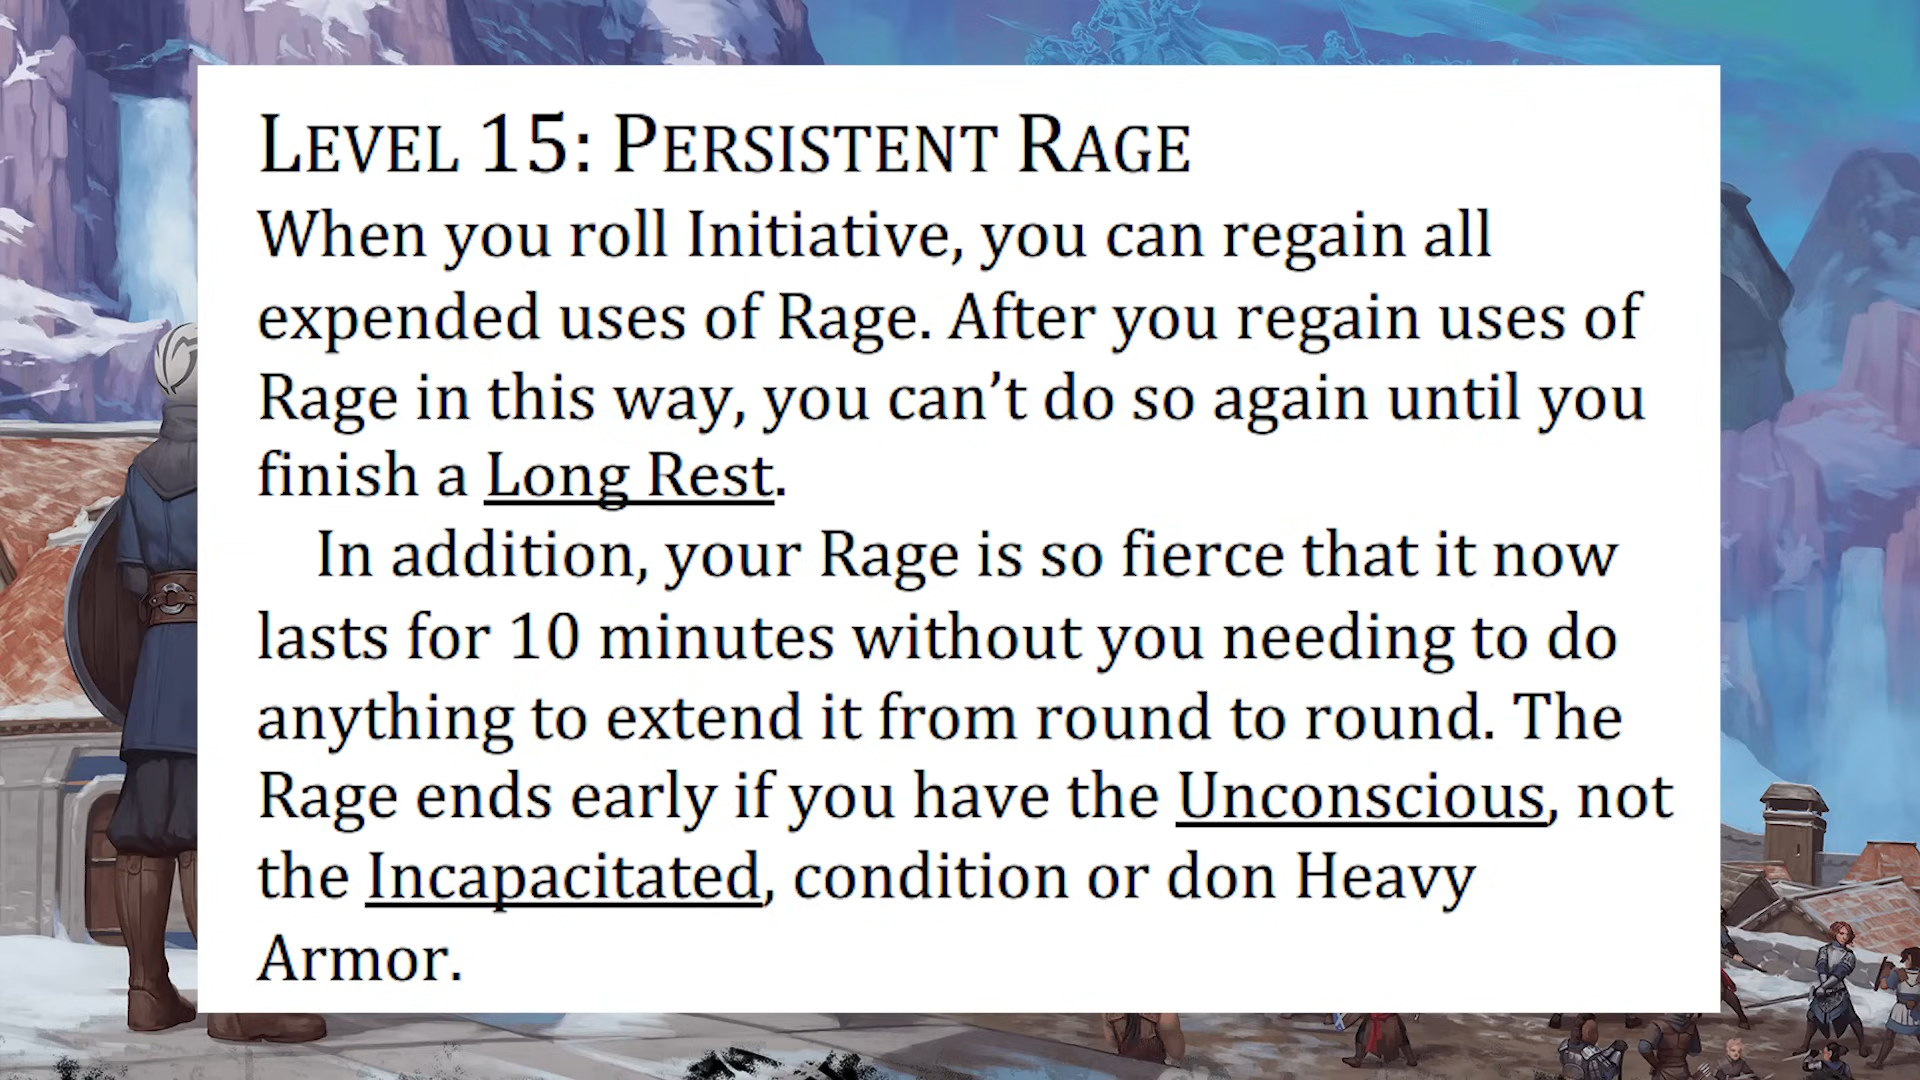 LEVEL 15: PERSISTENT RAGE
When you roll Initiative, you can regain all
expended uses of Rage. After you regain uses of
Rage in this way, you can’t do so again until you
finish a Long Rest.
In addition, your Rage is so fierce that it now
lasts for 10 minutes without you needing to do
anything to extend it from round to round. The
Rage ends early if you have the Unconscious, not
the Incapacitated, condition or don Heavy
Armor.